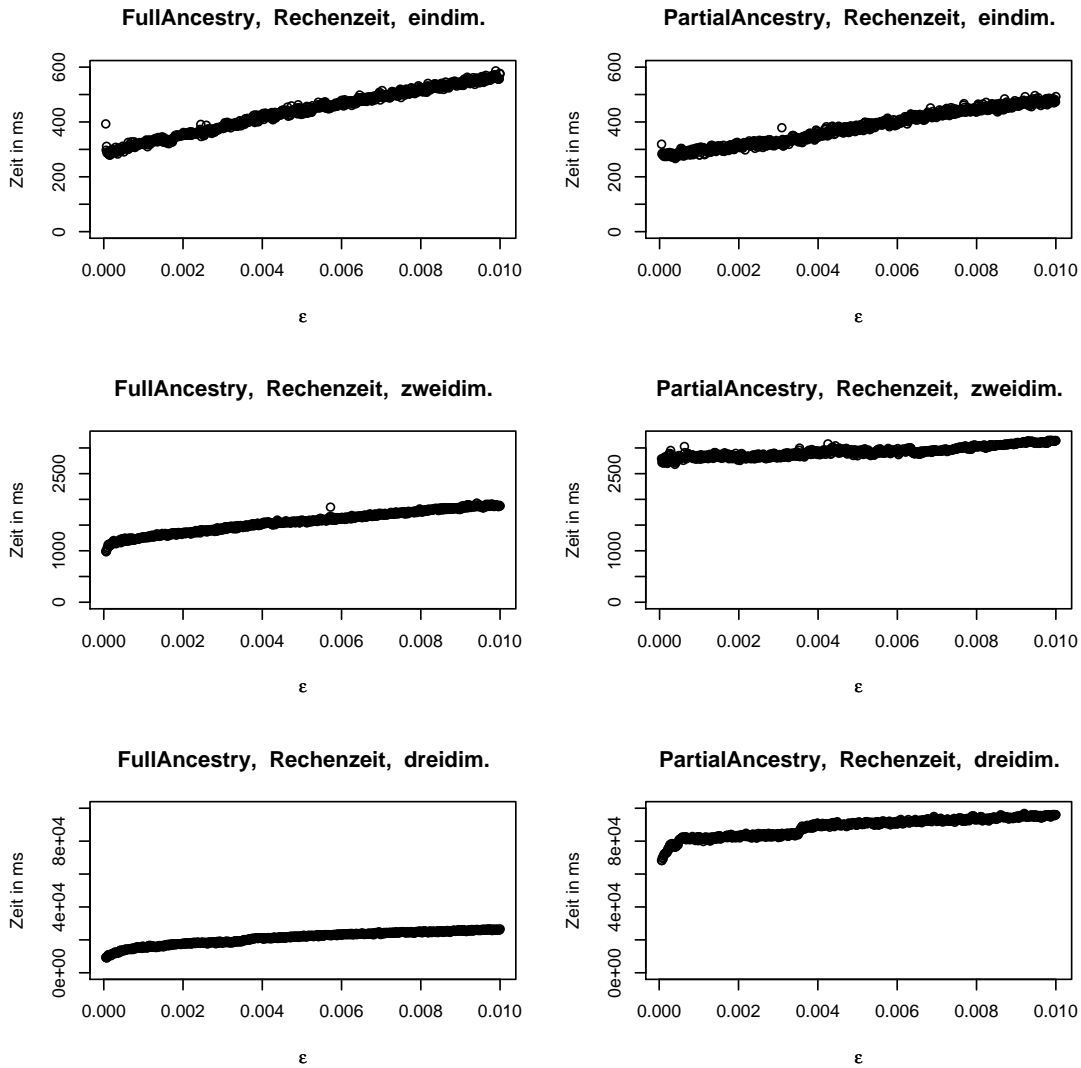 FullAncestry, Rechenzeit, eindim.
Zeit in ms
0 200 400 600
0.000 0.002 0.004 0.006 0.008 0.010
ε
PartialAncestry, Rechenzeit, eindim.
Zeit in ms
0 200 400 600
0.000 0.002 0.004 0.006 0.008 0.010
ε
FullAncestry, Rechenzeit, zweidim.
Zeit in ms
0 1000 2500
0.000 0.002 0.004 0.006 0.008 0.010
ε
PartialAncestry, Rechenzeit, zweidim.
Zeit in ms
0 1000 2500
0.000 0.002 0.004 0.006 0.008 0.010
ε
FullAncestry, Rechenzeit, dreidim.
Zeit in ms
0e+00 4e+04 8e+04
0.000 0.002 0.004 0.006 0.008 0.010
ε
PartialAncestry, Rechenzeit, dreidim.
Zeit in ms
0e+00 4e+04 8e+04
0.000 0.002 0.004 0.006 0.008 0.010
ε